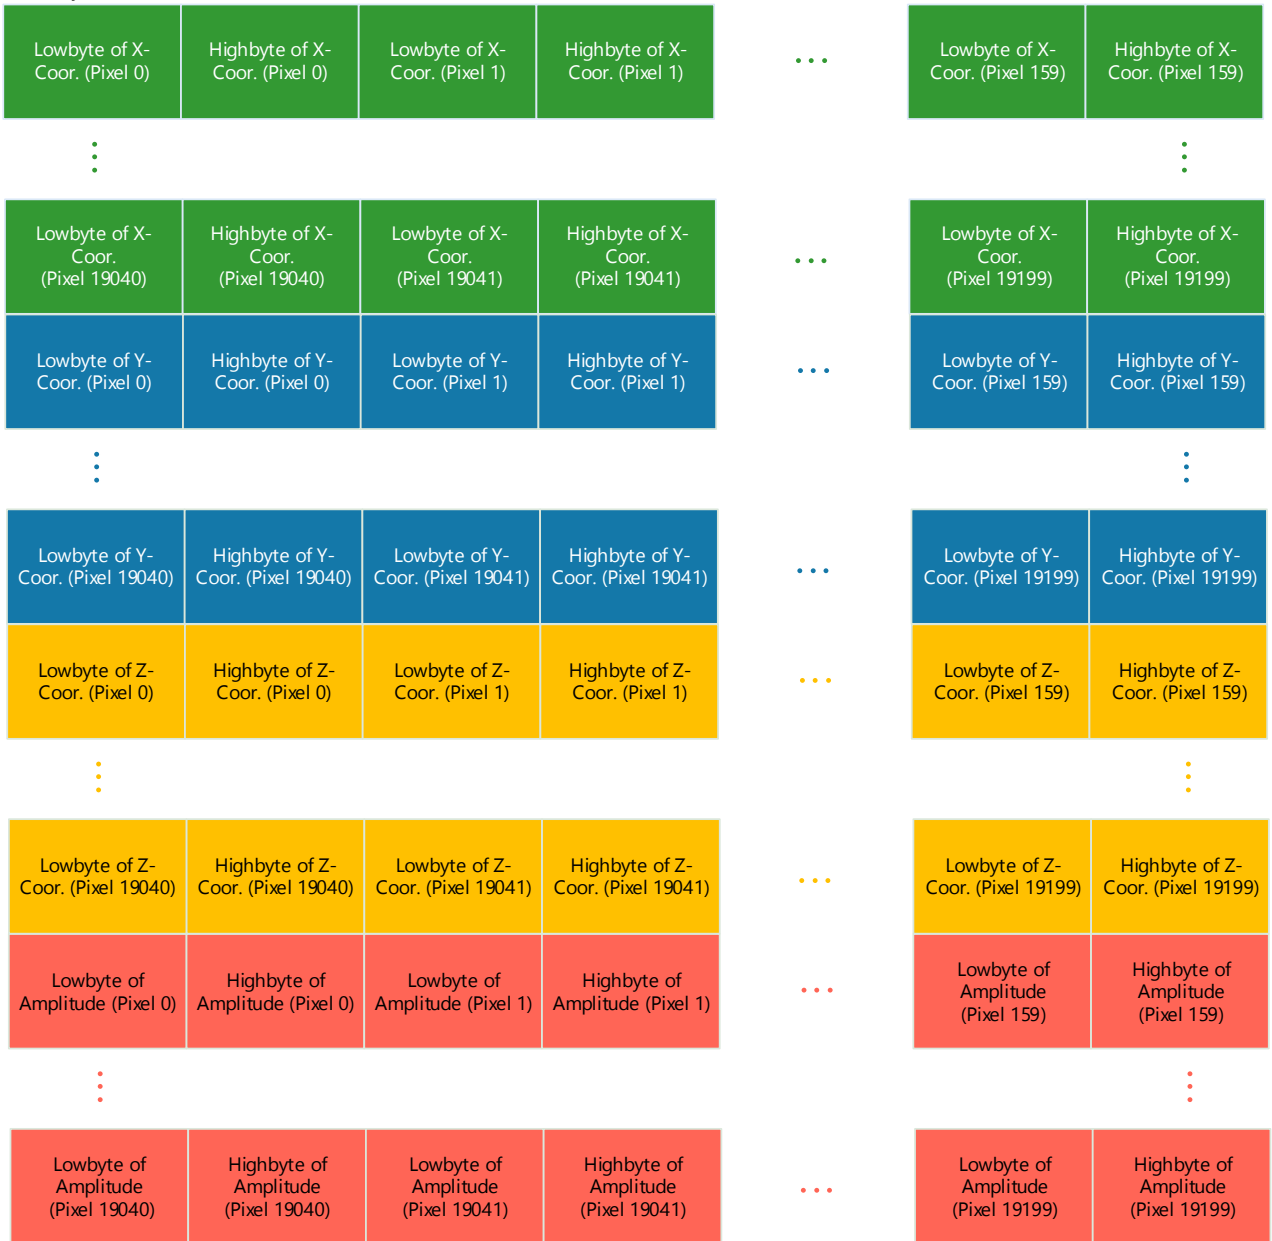 Lowbyte of X-
Coor. (Pixel 0)
Highbyte of X-
Coor. (Pixel 0)
Lowbyte of X-
Coor. (Pixel 1)
Highbyte of X-
Coor. (Pixel 1)
Lowbyte of X-
Coor. (Pixel 159)
Highbyte of X-
Coor. (Pixel 159)
Lowbyte of X-
Coor.
(Pixel 19040)
Highbyte of X-
Coor.
(Pixel 19040)
Lowbyte of X-
Coor.
(Pixel 19041)
Highbyte of X-
Coor.
(Pixel 19041)
Lowbyte of X-
Coor.
(Pixel 19199)
Highbyte of X-
Coor.
(Pixel 19199)
Lowbyte of Y-
Coor. (Pixel 0)
Highbyte of Y-
Coor. (Pixel 0)
Lowbyte of Y-
Coor. (Pixel 1)
Highbyte of Y-
Coor. (Pixel 1)
Lowbyte of Y-
Coor. (Pixel 159)
Highbyte of Y-
Coor. (Pixel 159)
Lowbyte of Y-
Coor. (Pixel 19040)
Highbyte of Y-
Coor. (Pixel 19040)
Lowbyte of Y-
Coor. (Pixel 19041)
Highbyte of Y-
Coor. (Pixel 19041)
Lowbyte of Y-
Coor. (Pixel 19199)
Highbyte of Y-
Coor. (Pixel 19199)
Lowbyte of Z-
Coor. (Pixel 0)
Highbyte of Z-
Coor. (Pixel 0)
Lowbyte of Z-
Coor. (Pixel 1)
Highbyte of Z-
Coor. (Pixel 1)
Lowbyte of Z-
Coor. (Pixel 159)
Highbyte of Z-
Coor. (Pixel 159)
Lowbyte of Z-
Coor. (Pixel 19040)
Highbyte of Z-
Coor. (Pixel 19040)
Lowbyte of Z-
Coor. (Pixel 19041)
Highbyte of Z-
Coor. (Pixel 19041)
Lowbyte of Z-
Coor. (Pixel 19199)
Highbyte of Z-
Coor. (Pixel 19199)
Lowbyte of
Amplitude (Pixel 0)
Highbyte of
Amplitude (Pixel 0)
Lowbyte of
Amplitude (Pixel 1)
Highbyte of
Amplitude (Pixel 1)
Lowbyte of
Amplitude
(Pixel 159)
Highbyte of
Amplitude
(Pixel 159)
Lowbyte of
Amplitude
(Pixel 19040)
Highbyte of
Amplitude
(Pixel 19040)
Lowbyte of
Amplitude
(Pixel 19041)
Highbyte of
Amplitude
(Pixel 19041)
Lowbyte of
Amplitude
(Pixel 19199)
Highbyte of
Amplitude
(Pixel 19199)